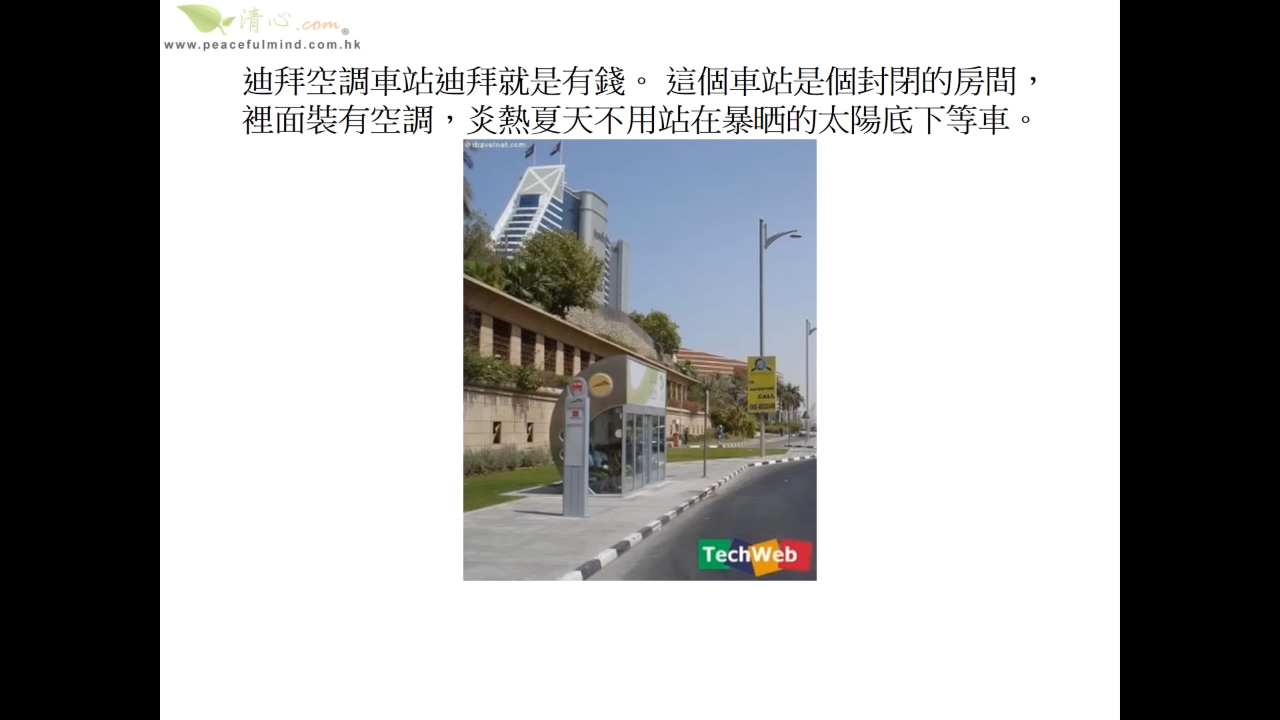 清心.com®
www.peacefulmind.com.hk
迪拜空調車站迪拜就是有錢。 這個車站是個封閉的房間，
裡面裝有空調，炎熱夏天不用站在暴晒的太陽底下等車。
CALL
TechWeb